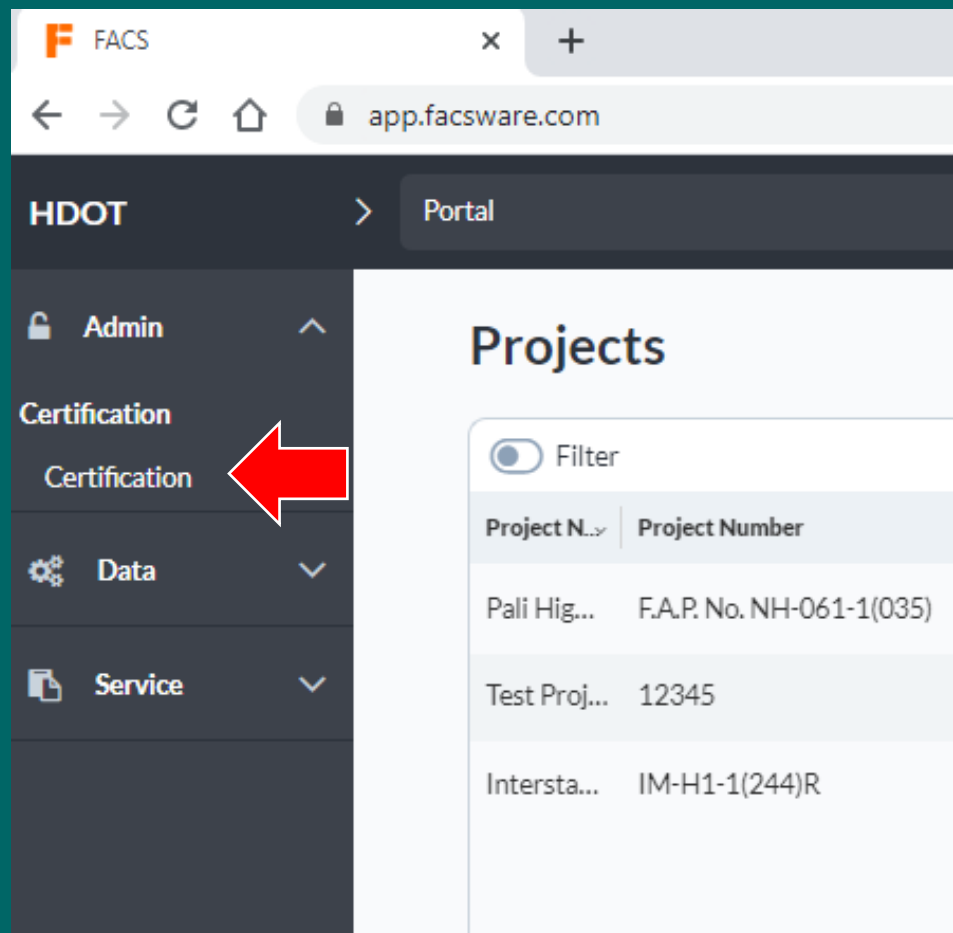 FACS
app.facsware.com
HDOT
Portal
Admin
Projects
Certification
Certification
Filter
Project N... Project Number
Data
Pali Hig... F.A.P. No. NH-061-1(035)
Service
Test Proj... 12345
Intersta... IM-H1-1(244)R